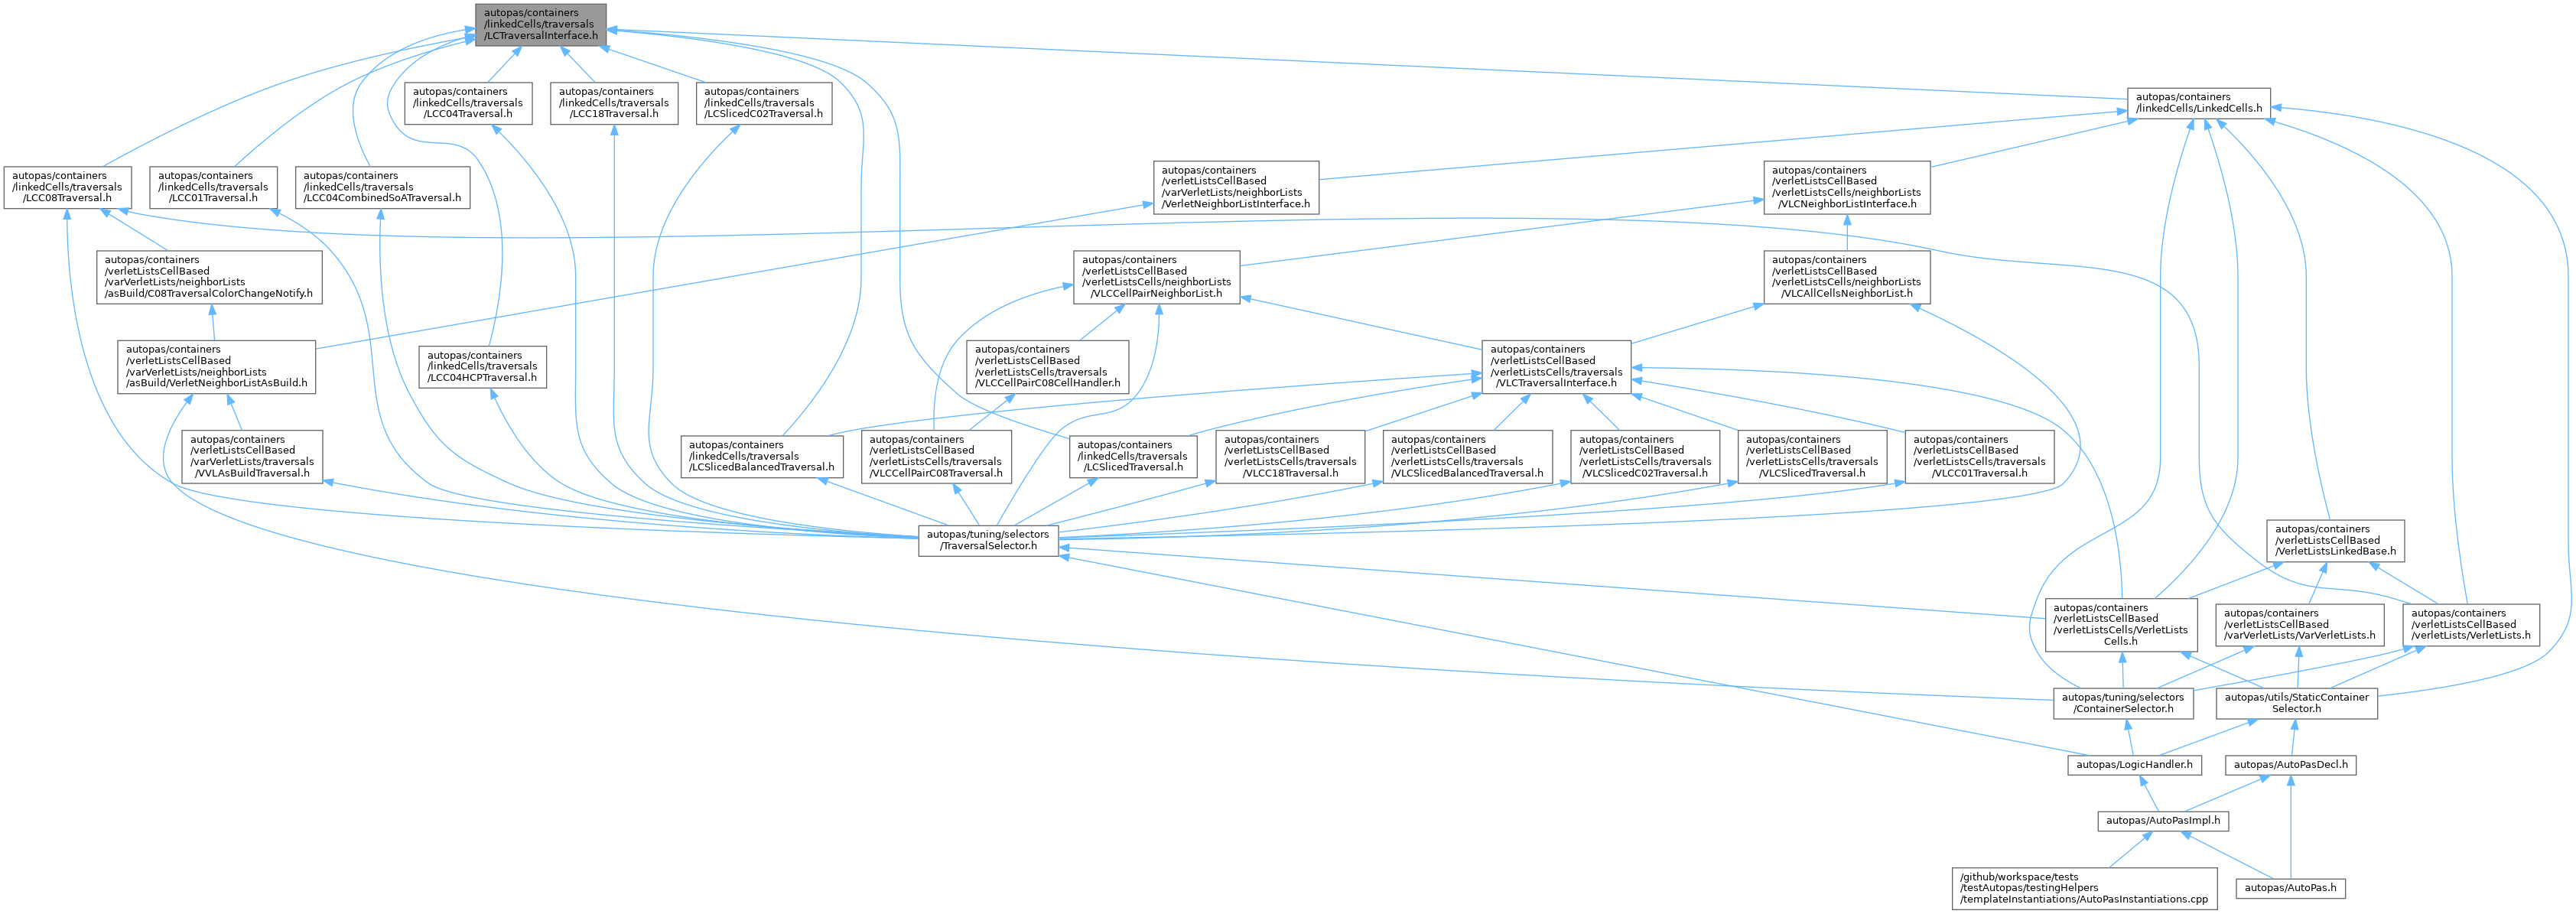 autopas/containers
/linkedCells/traversals
/LCTraversalInterface.h
autopas/containers
/linkedCells/traversals
/LCC04Traversal.h
autopas/containers
/linkedCells/traversals
/LCC18Traversal.h
autopas/containers
/linkedCells/traversals
/LCSlicedC02Traversal.h
autopas/containers
/linkedCells/LinkedCells.h
autopas/containers
/linkedCells/traversals
/LCC08Traversal.h
autopas/containers
/linkedCells/traversals
/LCC01Traversal.h
autopas/containers
/linkedCells/traversals
/LCC04CombinedSoATraversal.h
autopas/containers
/verletListsCellBased
/varVerletLists/neighborLists
/VerletNeighborListInterface.h
autopas/containers
/verletListsCellBased
/verletListsCells/neighborLists
/VLCNeighborListInterface.h
autopas/containers
/verletListsCellBased
/varVerletLists/neighborLists
/asBuild/C08TraversalColorChangeNotify.h
autopas/containers
/verletListsCellBased
/verletListsCells/neighborLists
/VLCCellPairNeighborList.h
autopas/containers
/verletListsCellBased
/verletListsCells/neighborLists
/VLCAllCellsNeighborList.h
autopas/containers
/verletListsCellBased
/varVerletLists/neighborLists
/asBuild/VerletNeighborListAsBuild.h
autopas/containers
/linkedCells/traversals
/LCC04HCPTraversal.h
autopas/containers
/verletListsCellBased
/verletListsCells/traversals
/VLCCellPairC08CellHandler.h
autopas/containers
/verletListsCellBased
/verletListsCells/traversals
/VLCTraversalInterface.h
autopas/containers
/verletListsCellBased
/varVerletLists/traversals
/VVLAsBuildTraversal.h
autopas/containers
/linkedCells/traversals
/LCSlicedBalancedTraversal.h
autopas/containers
/verletListsCellBased
/verletListsCells/traversals
/VLCCellPairC08Traversal.h
autopas/containers
/linkedCells/traversals
/LCSlicedTraversal.h
autopas/containers
/verletListsCellBased
/verletListsCells/traversals
/VLCC18Traversal.h
autopas/containers
/verletListsCellBased
/verletListsCells/traversals
/VLCSlicedBalancedTraversal.h
autopas/containers
/verletListsCellBased
/verletListsCells/traversals
/VLCSlicedC02Traversal.h
autopas/containers
/verletListsCellBased
/verletListsCells/traversals
/VLCSlicedTraversal.h
autopas/containers
/verletListsCellBased
/verletListsCells/traversals
/VLCC01Traversal.h
autopas/tuning/selectors
/TraversalSelector.h
autopas/containers
/verletListsCellBased
/VerletListsLinkedBase.h
autopas/containers
/verletListsCellBased
/verletListsCells/VerletLists
Cells.h
autopas/containers
/verletListsCellBased
/varVerletLists/VarVerletLists.h
autopas/containers
/verletListsCellBased
/verletLists/VerletLists.h
autopas/tuning/selectors
/ContainerSelector.h
autopas/utils/StaticContainer
Selector.h
autopas/LogicHandler.h
autopas/AutoPasDecl.h
autopas/AutoPasImpl.h
/github/workspace/tests
/testAutopas/testingHelpers
/templateInstantiations/AutoPasInstantiations.cpp
autopas/AutoPas.h